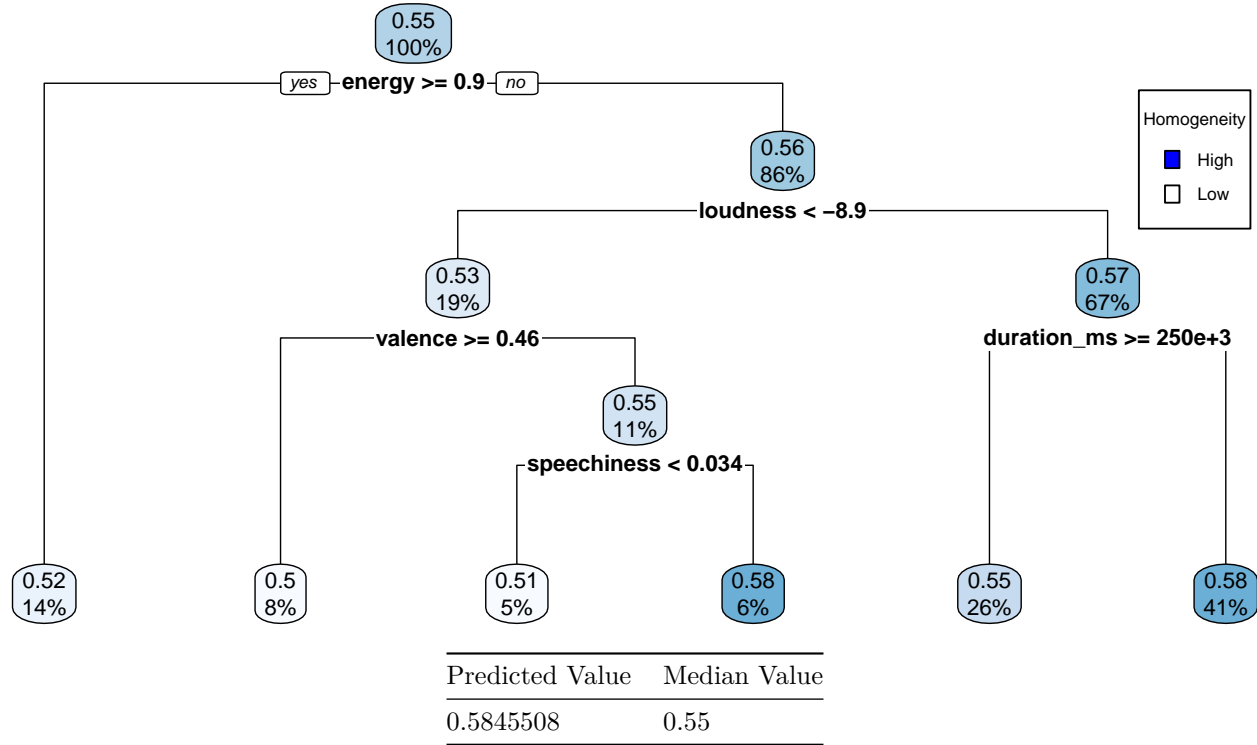 0.55
100%
yes energy >= 0.9 no
Homogeneity
High
Low
0.56
86%
loudness < −8.9
0.53
19%
0.57
67%
valence >= 0.46
duration_ms >= 250e+3
0.55
11%
speechiness < 0.034
0.52
14%
0.5
8%
0.51
5%
0.58
6%
0.55
26%
0.58
41%
Predicted Value Median Value
0.5845508 0.55